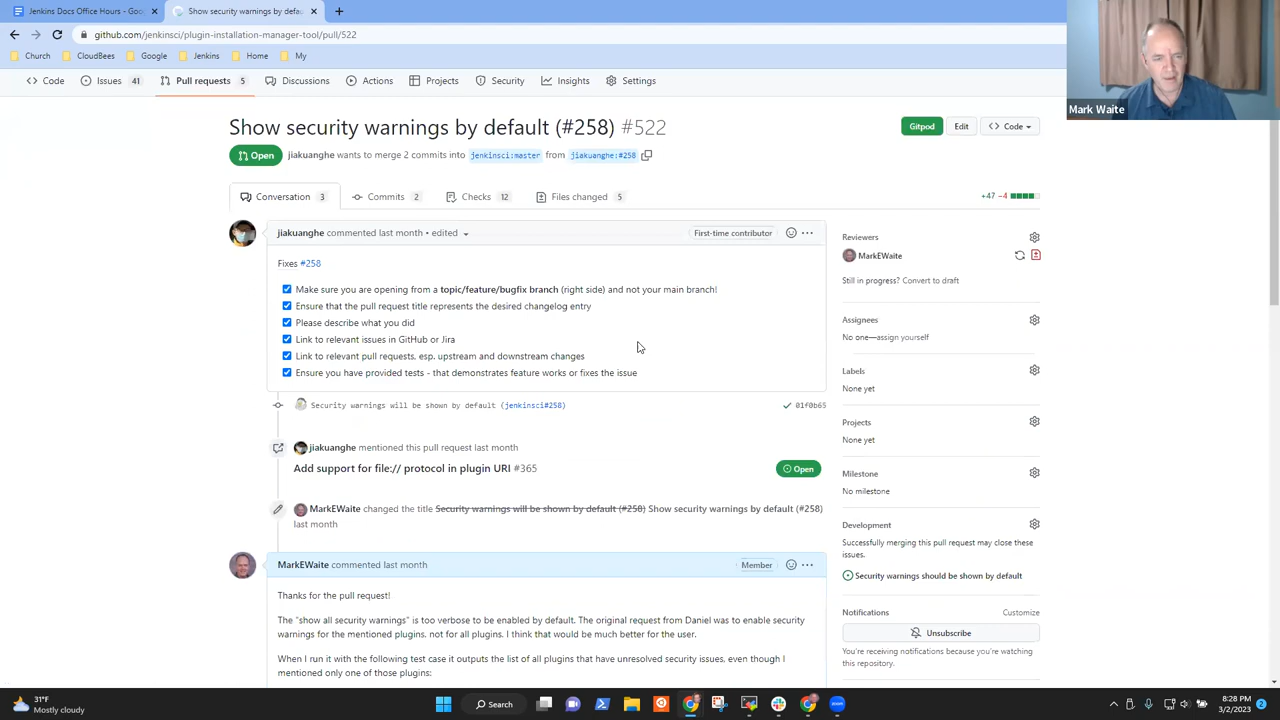 Jenkins Docs Office Hours - Goog
Show security warnings by defau
github.com/jenkinsci/plugin-installation-manager-tool/pull/522
Church
CloudBees
Google
Jenkins
Home
My
Code
Issues 41
Pull requests 5
Discussions
Actions
Projects
Security
Insights
Settings
Mark Waite
Show security warnings by default (#258) #522
Gitpod
Edit
Code
Open
jiakuanghe wants to merge 2 commits into jenkinsci:master from jiakuanghe:#258
Conversation 3
Commits 2
Checks 12
Files changed 5
+47 −4
jiakuanghe commented last month • edited
First-time contributor
Fixes #258
Make sure you are opening from a topic/feature/bugfix branch (right side) and not your main branch!
Ensure that the pull request title represents the desired changelog entry
Please describe what you did
Link to relevant issues in GitHub or Jira
Link to relevant pull requests, esp. upstream and downstream changes
Ensure you have provided tests - that demonstrates feature works or fixes the issue
Security warnings will be shown by default (jenkinsci#258)
01f0b65
jiakuanghe mentioned this pull request last month
Add support for file:// protocol in plugin URI #365
Open
MarkEWaite changed the title Security warnings will be shown by default (#258) Show security warnings by default (#258)
last month
MarkEWaite commented last month
Member
Thanks for the pull request!
The "show all security warnings" is too verbose to be enabled by default. The original request from Daniel was to enable security
warnings for the mentioned plugins, not for all plugins. I think that would be much better for the user.
When I run it with the following test case it outputs the list of all plugins that have unresolved security issues, even though I
mentioned only one of those plugins:
Reviewers
MarkEWaite
Still in progress? Convert to draft
Assignees
No one—assign yourself
Labels
None yet
Projects
None yet
Milestone
No milestone
Development
Successfully merging this pull request may close these
issues.
Security warnings should be shown by default
Notifications
Customize
Unsubscribe
You're receiving notifications because you're watching
this repository.
31°F
Mostly cloudy
Search
8:28 PM
3/2/2023
2